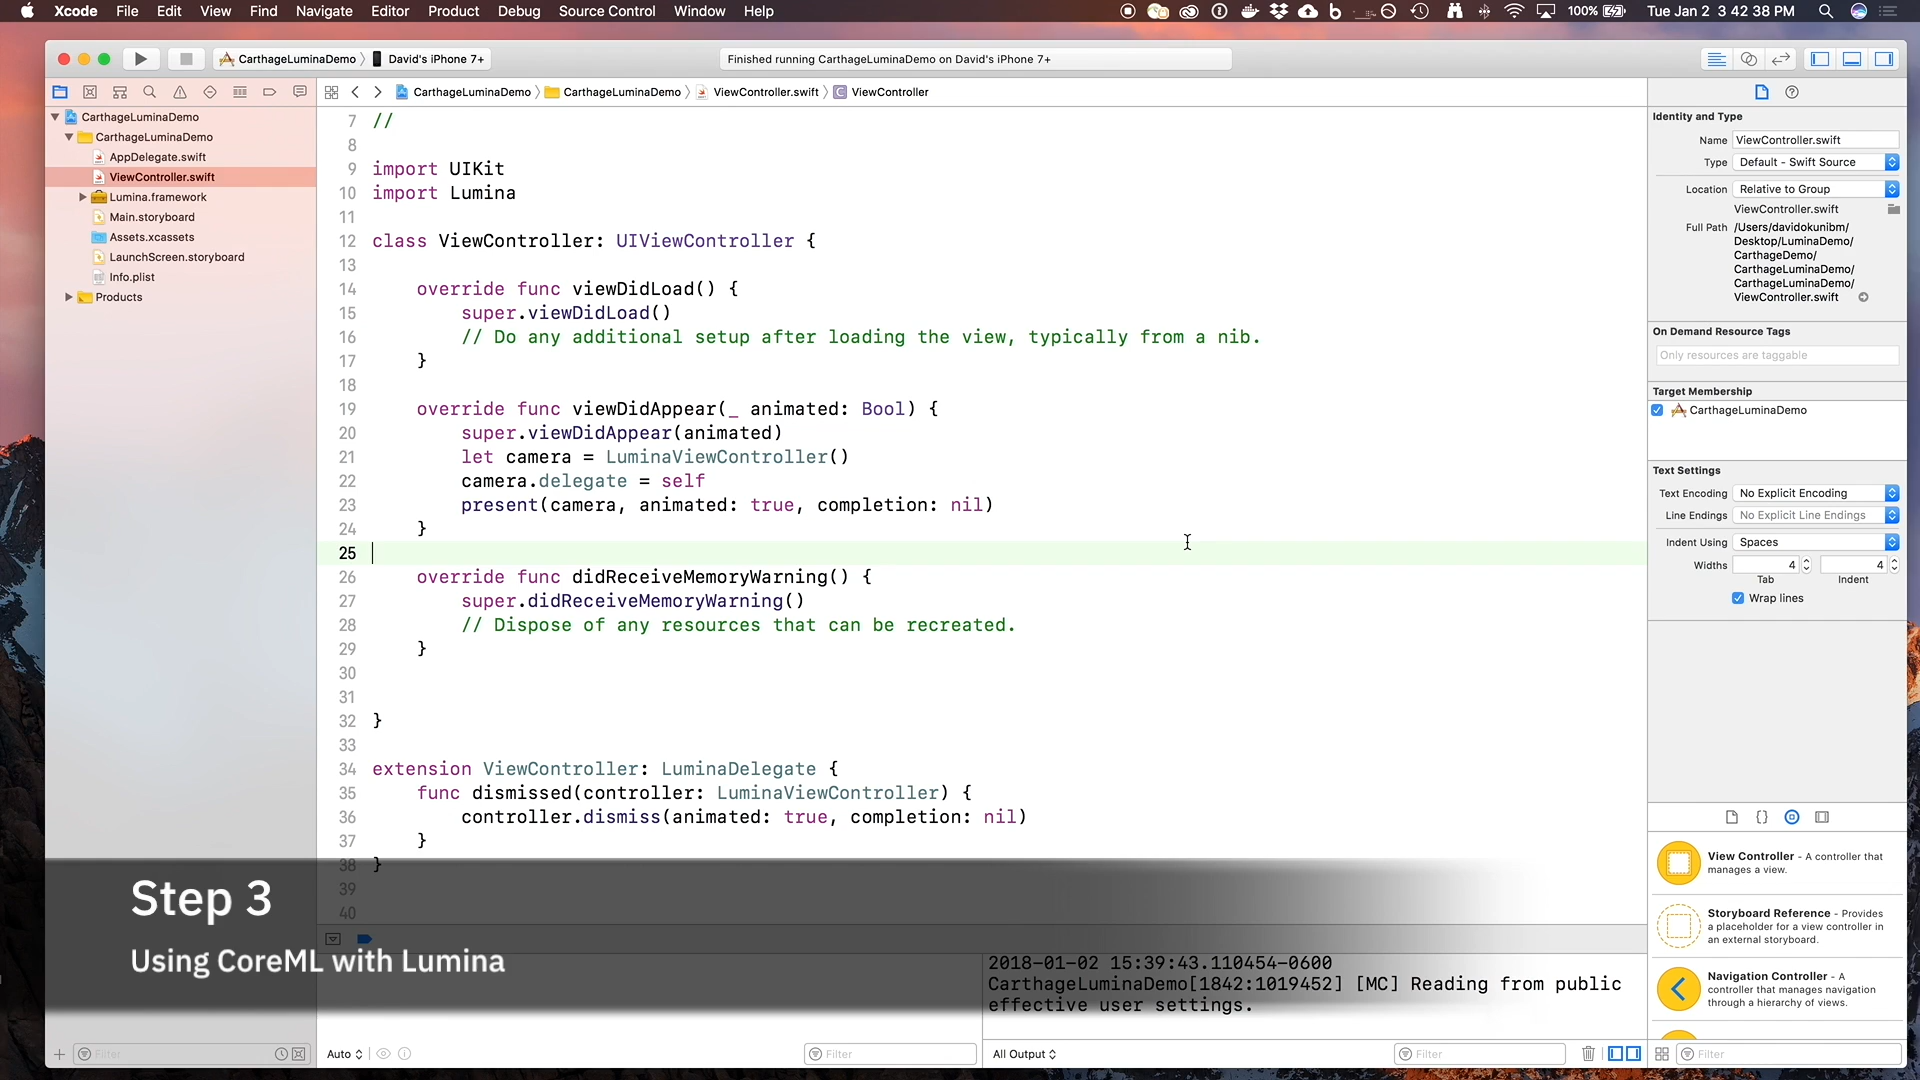 Xcode File Edit View Find Navigate Editor Product Debug Source Control Window Help 100% Tue Jan 2 3 42 38 PM
CarthageLuminaDemo David's iPhone 7+ Finished running CarthageLuminaDemo on David's iPhone 7+
CarthageLuminaDemo CarthageLuminaDemo ViewController.swift ViewController
CarthageLuminaDemo
CarthageLuminaDemo
AppDelegate.swift
ViewController.swift
Lumina.framework
Main.storyboard
Assets.xcassets
LaunchScreen.storyboard
Info.plist
Products
7 //
8
9 import UIKit
10 import Lumina
11
12 class ViewController: UIViewController {
13
14 override func viewDidLoad() {
15 super.viewDidLoad()
16 // Do any additional setup after loading the view, typically from a nib.
17 }
18
19 override func viewDidAppear(_ animated: Bool) {
20 super.viewDidAppear(animated)
21 let camera = LuminaViewController()
22 camera.delegate = self
23 present(camera, animated: true, completion: nil)
24 }
25
26 override func didReceiveMemoryWarning() {
27 super.didReceiveMemoryWarning()
28 // Dispose of any resources that can be recreated.
29 }
30
31
32 }
33
34 extension ViewController: LuminaDelegate {
35 func dismissed(controller: LuminaViewController) {
36 controller.dismiss(animated: true, completion: nil)
37 }
38 }
39
40
Step 3
Using CoreML with Lumina
2018-01-02 15:39:43.110454-0600
CarthageLuminaDemo[1842:1019452] [MC] Reading from public
effective user settings.
Filter
Auto
Filter
All Output
Filter
Identity and Type
Name ViewController.swift
Type Default - Swift Source
Location Relative to Group
ViewController.swift
Full Path /Users/davidokunibm/
Desktop/LuminaDemo/
CarthageDemo/
CarthageLuminaDemo/
CarthageLuminaDemo/
ViewController.swift
On Demand Resource Tags
Only resources are taggable
Target Membership
CarthageLuminaDemo
Text Settings
Text Encoding No Explicit Encoding
Line Endings No Explicit Line Endings
Indent Using Spaces
Widths 4 4
Tab Indent
Wrap lines
View Controller - A controller that
manages a view.
Storyboard Reference - Provides
a placeholder for a view controller in
an external storyboard.
Navigation Controller - A
controller that manages navigation
through a hierarchy of views.
Filter